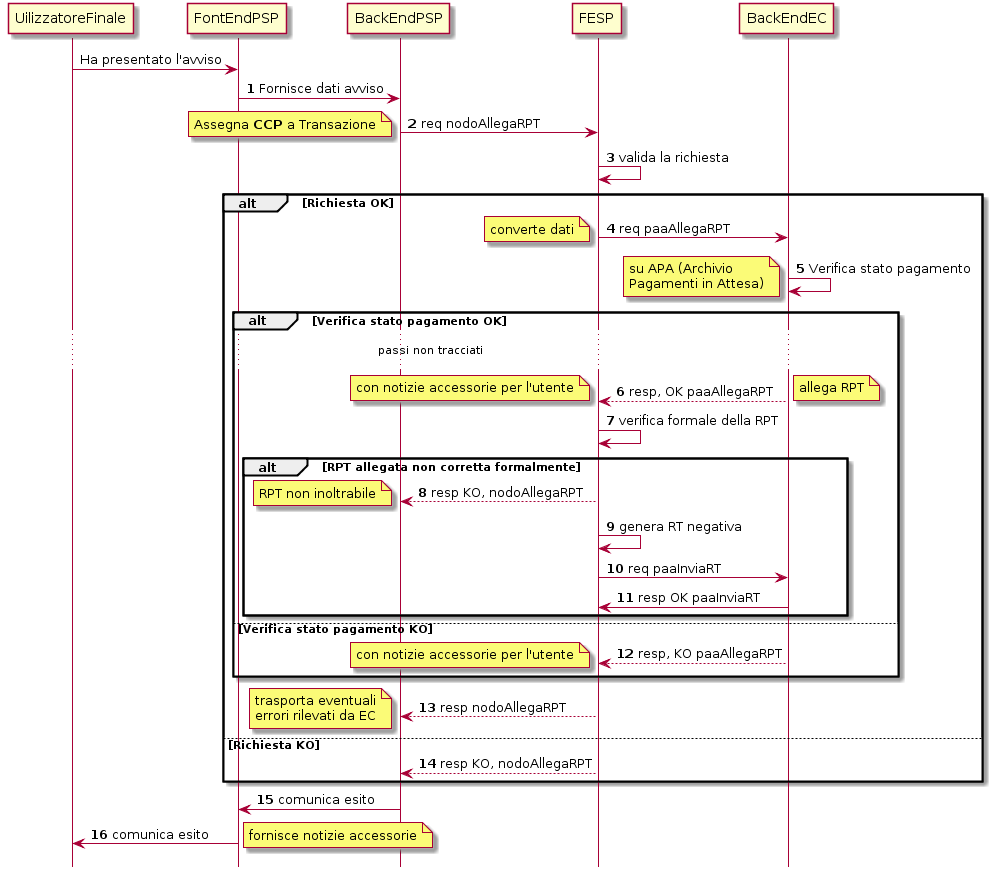 UilizzatoreFinale
FontEndPSP
BackEndPSP
FESP
BackEndEC
Ha presentato l'avviso
1 Fornisce dati avviso
Assegna CCP a Transazione
2 req nodoAllegaRPT
3 valida la richiesta
alt
[Richiesta OK]
converte dati
4 req paaAllegaRPT
su APA (Archivio
Pagamenti in Attesa)
5 Verifica stato pagamento
alt
[Verifica stato pagamento OK]
passi non tracciati
con notizie accessorie per l'utente
6 resp, OK paaAllegaRPT
allega RPT
7 verifica formale della RPT
alt
[RPT allegata non corretta formalmente]
RPT non inoltrabile
8 resp KO, nodoAllegaRPT
9 genera RT negativa
10 req paaInviaRT
11 resp OK paaInviaRT
[Verifica stato pagamento KO]
con notizie accessorie per l'utente
12 resp, KO paaAllegaRPT
trasporta eventuali
errori rilevati da EC
13 resp nodoAllegaRPT
[Richiesta KO]
14 resp KO, nodoAllegaRPT
15 comunica esito
16 comunica esito
fornisce notizie accessorie